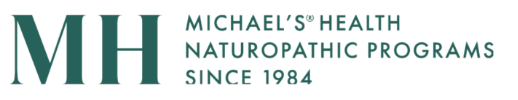 MH
MICHAEL'S® HEALTH
NATUROPATHIC PROGRAMS
SINCE 1984